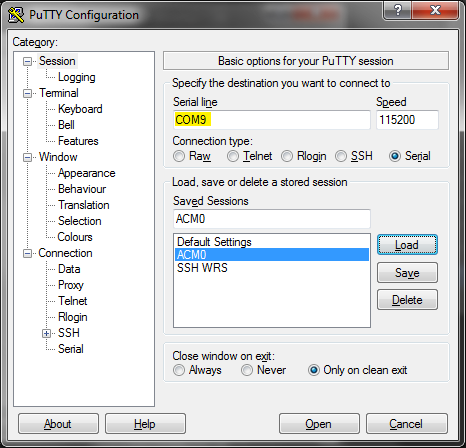 PuTTY Configuration
Category:
Session
Logging
Terminal
Keyboard
Bell
Features
Window
Appearance
Behaviour
Translation
Selection
Colours
Connection
Data
Proxy
Telnet
Rlogin
SSH
Serial
Basic options for your PuTTY session
Specify the destination you want to connect to
Serial line Speed
COM9 115200
Connection type:
Raw Telnet Rlogin SSH Serial
Load, save or delete a stored session
Saved Sessions
ACM0
Default Settings
ACM0
SSH WRS
Load
Save
Delete
Close window on exit:
Always Never Only on clean exit
About Help Open Cancel